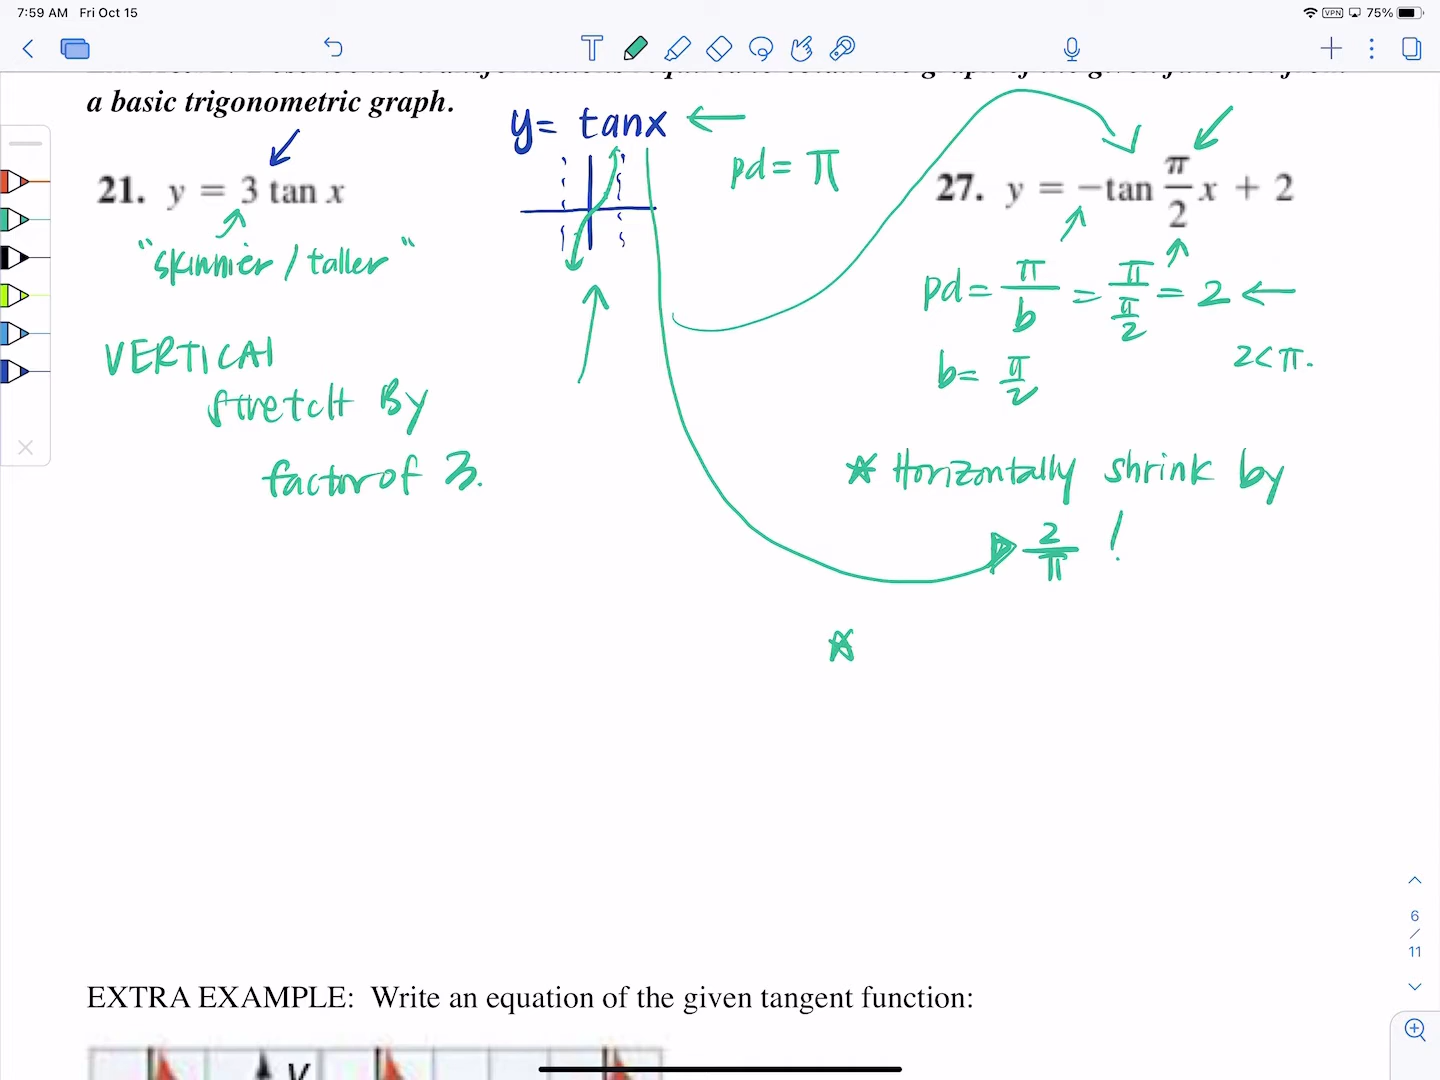 7:59 AM Fri Oct 15
VPN 75%
a basic trigonometric graph.
y = tanx
pd = π
21. y = 3 tan x
27. y = −tan π/2 x + 2
"skinnier / taller"
pd = π/b = π/(π/2) = 2
b = π/2
2 < π.
VERTICAL
stretch By
factor of 3.
* Horizontally shrink by
2/π !
*
6
/
11
EXTRA EXAMPLE: Write an equation of the given tangent function:
y